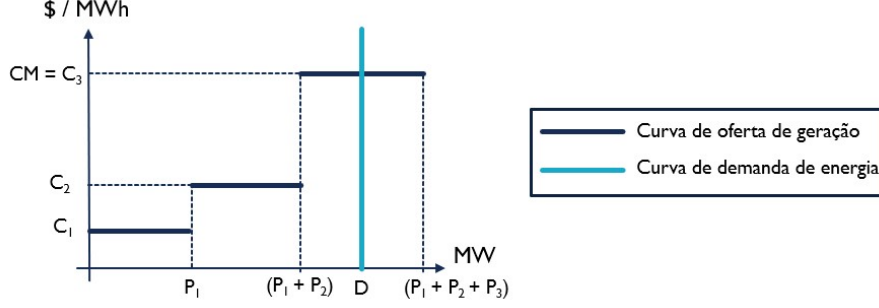 $ / MWh
CM = C₃
C₂
C₁
MW
P₁
(P₁ + P₂)
D
(P₁ + P₂ + P₃)
Curva de oferta de geração
Curva de demanda de energia